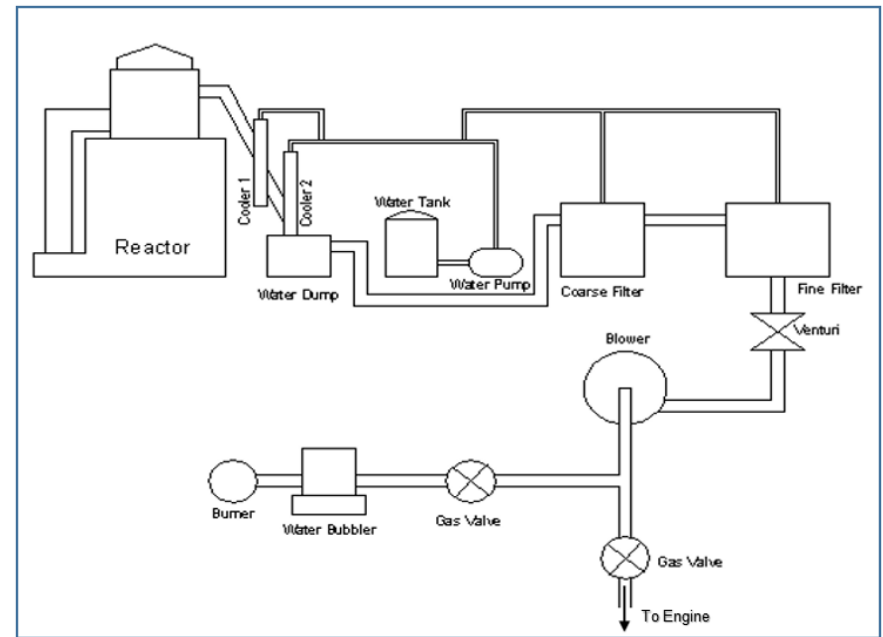 Reactor
Cooler 1
Cooler 2
Water Tank
Water Dump
Water Pump
Coarse Filter
Fine Filter
Venturi
Blower
Burner
Water Bubbler
Gas Valve
Gas Valve
To Engine